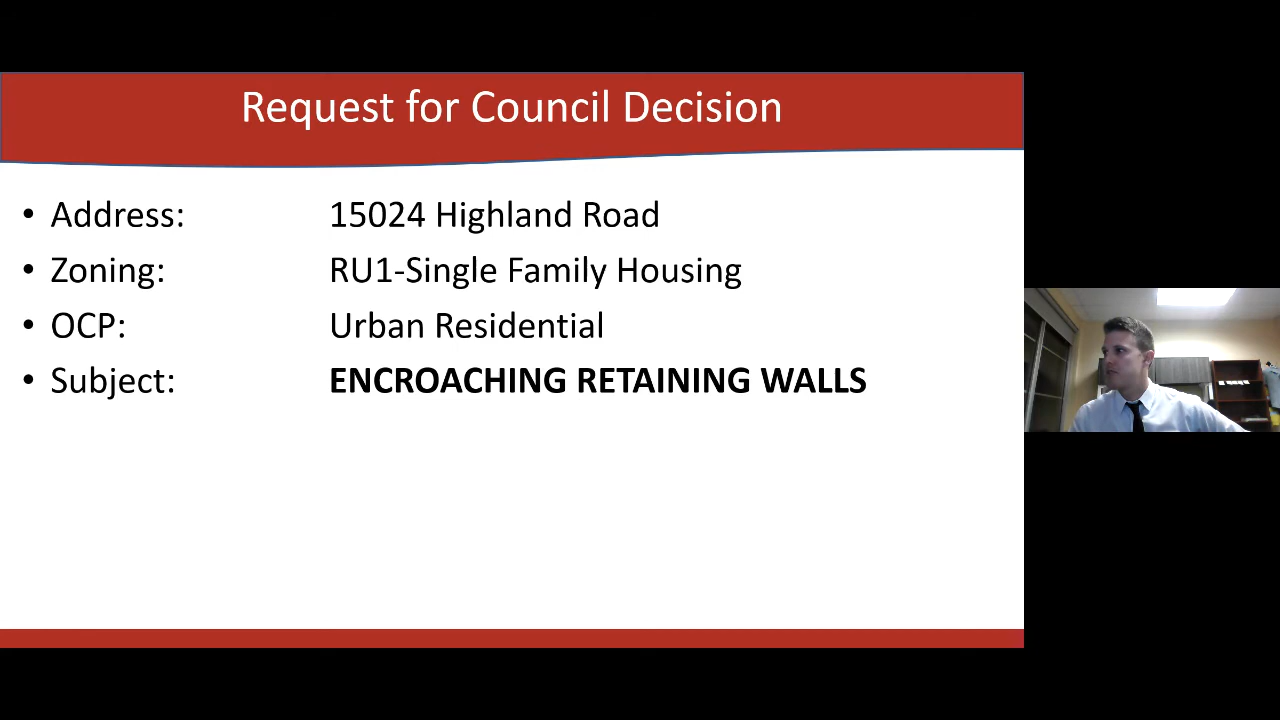 Request for Council Decision
• Address: 15024 Highland Road
• Zoning: RU1-Single Family Housing
• OCP: Urban Residential
• Subject: ENCROACHING RETAINING WALLS